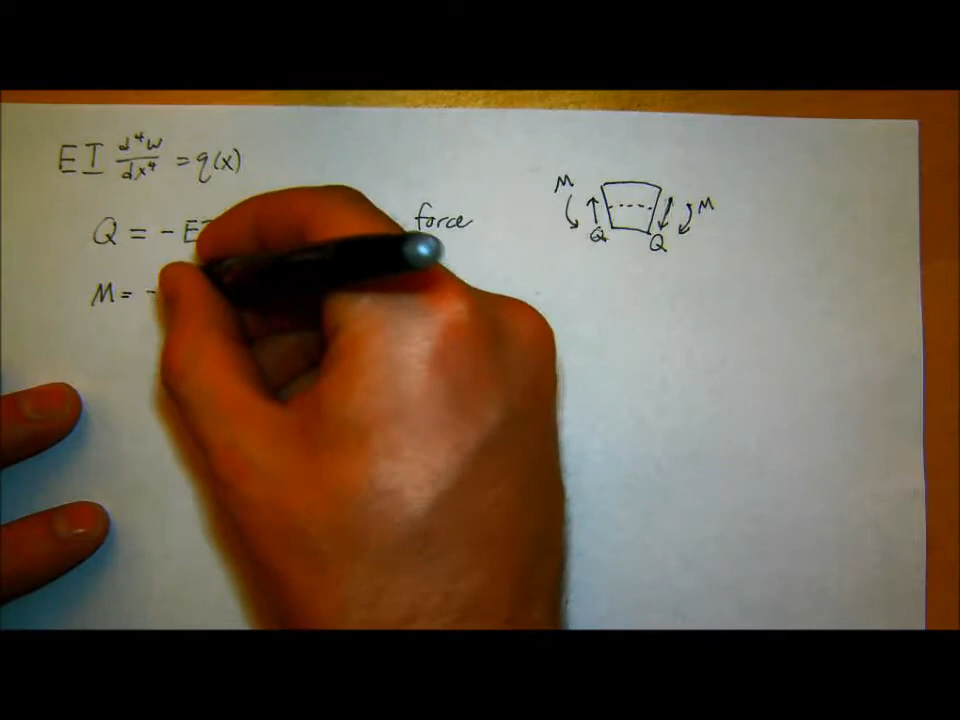 EI d⁴w/dx⁴ = q(x)
Q = -E force
M = -
M M
Q Q